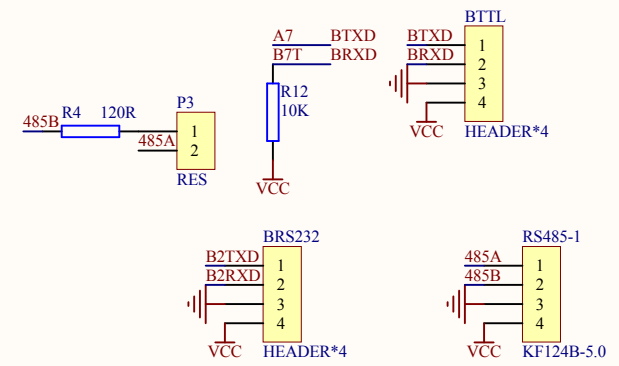 BTTL
A7 BTXD BTXD 1
B7T BRXD BRXD 2
3
4
R12
10K
VCC
HEADER*4
VCC
R4 120R P3
485B 1
485A 2
RES
BRS232
B2TXD 1
B2RXD 2
3
4
VCC HEADER*4
RS485-1
485A 1
485B 2
3
4
VCC KF124B-5.0